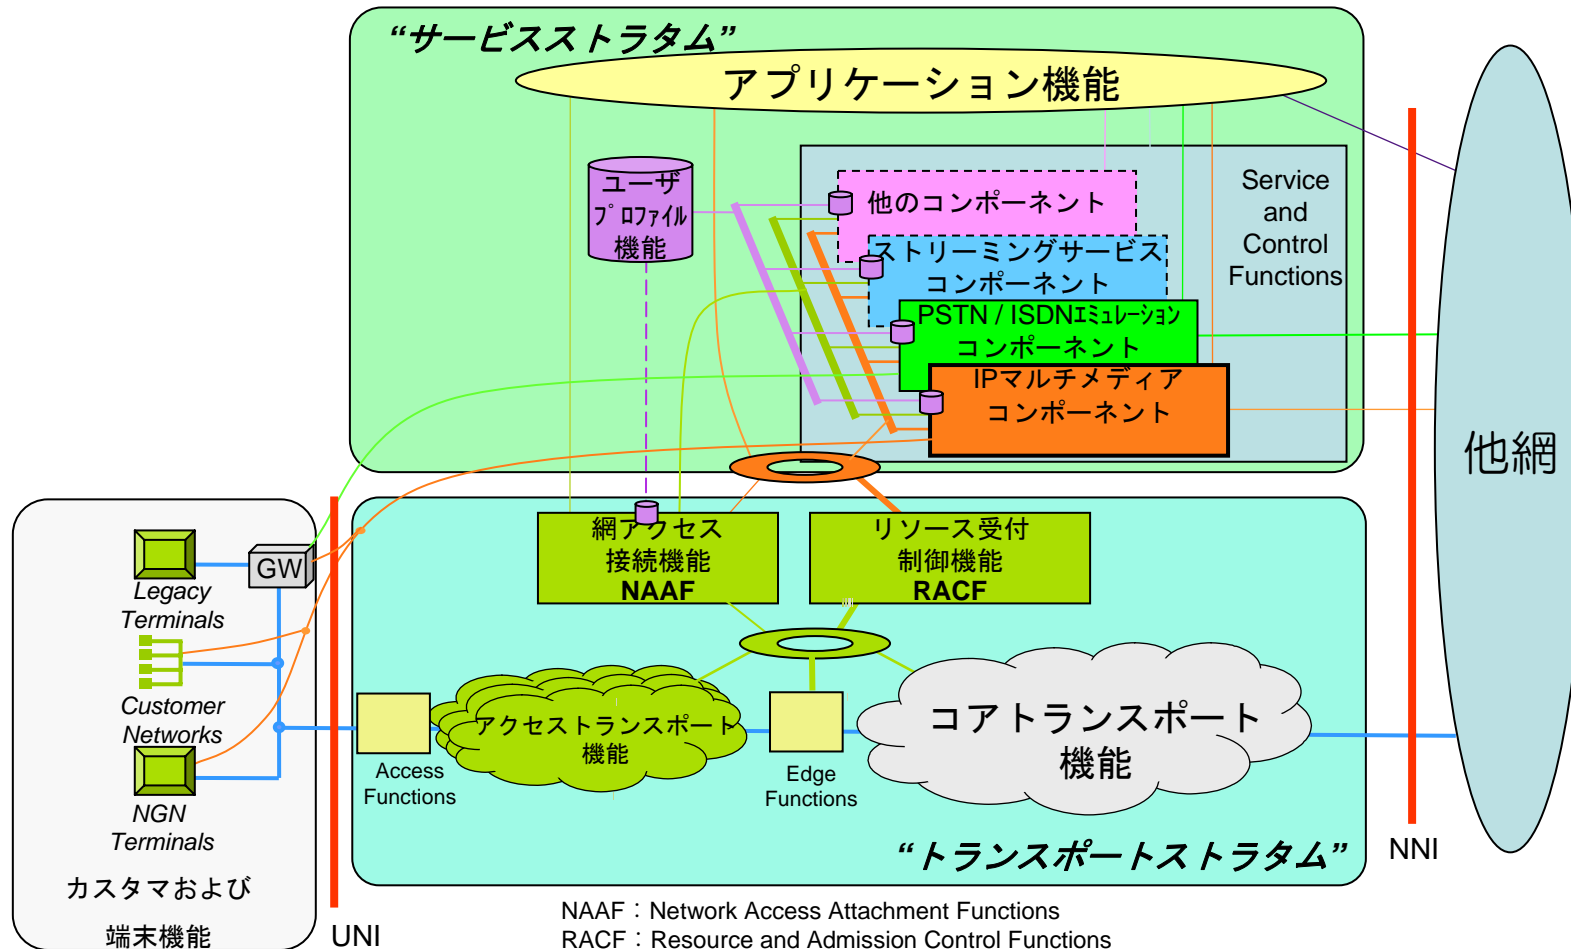 “サービスストラタム”
アプリケーション機能
ユーザ
プロファイル
機能
Service
and
Control
Functions
他のコンポーネント
ストリーミングサービス
コンポーネント
PSTN / ISDNエミュレーション
コンポーネント
IPマルチメディア
コンポーネント
他網
網アクセス
接続機能
NAAF
リソース受付
制御機能
RACF
GW
Legacy
Terminals
Customer
Networks
NGN
Terminals
カスタマおよび
端末機能
UNI
Access
Functions
アクセストランスポート
機能
Edge
Functions
コアトランスポート
機能
“トランスポートストラタム”
NNI
NAAF：Network Access Attachment Functions
RACF：Resource and Admission Control Functions